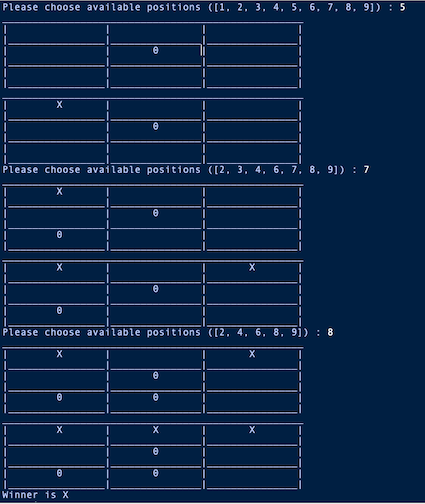 Please choose available positions ([1, 2, 3, 4, 5, 6, 7, 8, 9]) : 5
0
X
0
Please choose available positions ([2, 3, 4, 6, 7, 8, 9]) : 7
X
0
0
X X
0
0
Please choose available positions ([2, 4, 6, 8, 9]) : 8
X X
0
0 0
X X X
0
0 0
Winner is X